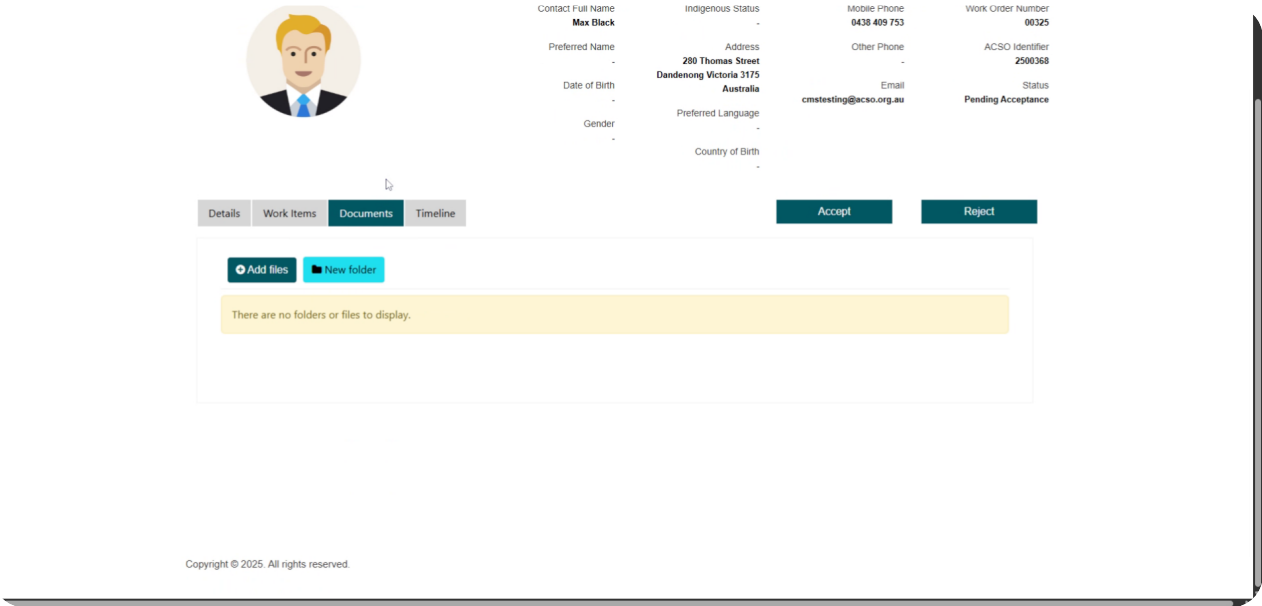 Contact Full Name
Max Black
Preferred Name
-
Date of Birth
-
Gender
-
Indigenous Status
-
Address
280 Thomas Street
Dandenong Victoria 3175
Australia
Preferred Language
-
Country of Birth
-
Mobile Phone
0438 409 753
Other Phone
-
Email
cmstesting@acso.org.au
Work Order Number
00325
ACSO Identifier
2500368
Status
Pending Acceptance
Details Work Items Documents Timeline Accept Reject
Add files New folder
There are no folders or files to display.
Copyright © 2025. All rights reserved.